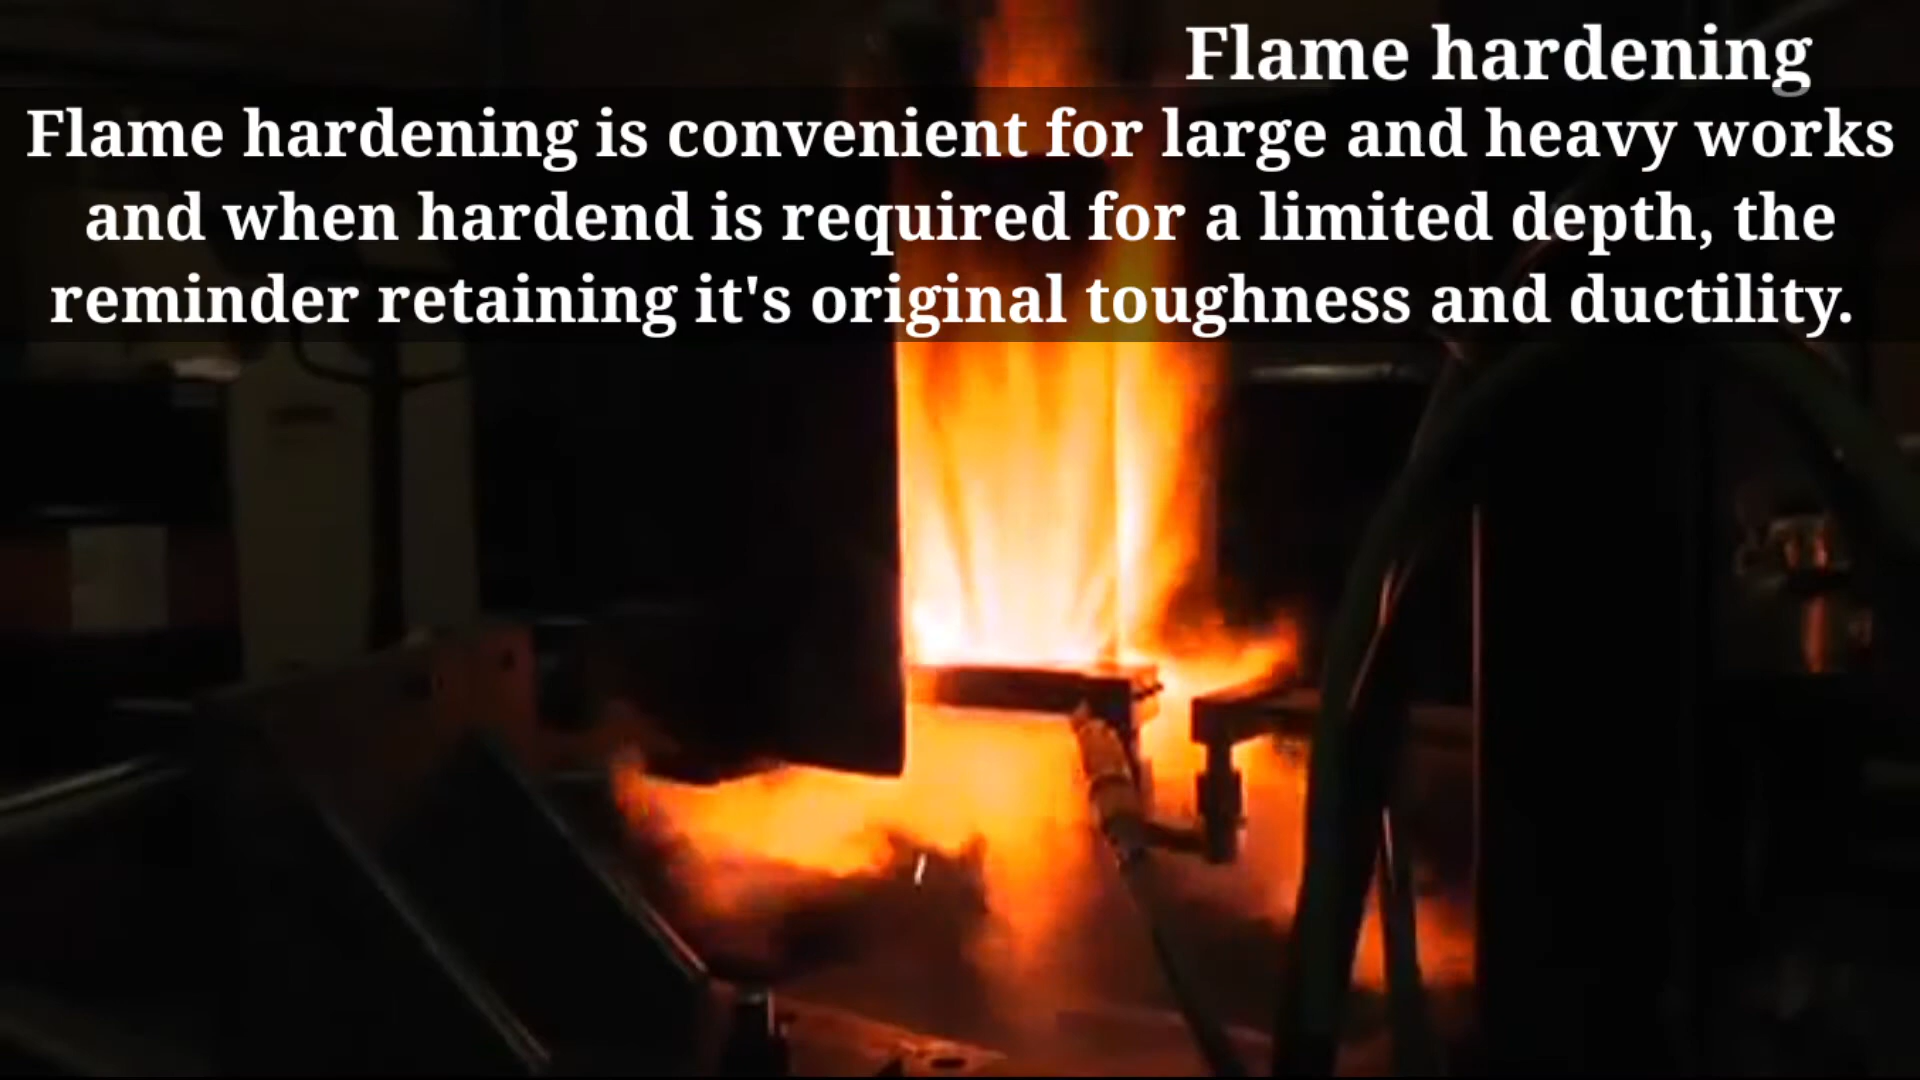 Flame hardening
Flame hardening is convenient for large and heavy works
and when hardend is required for a limited depth, the
reminder retaining it's original toughness and ductility.